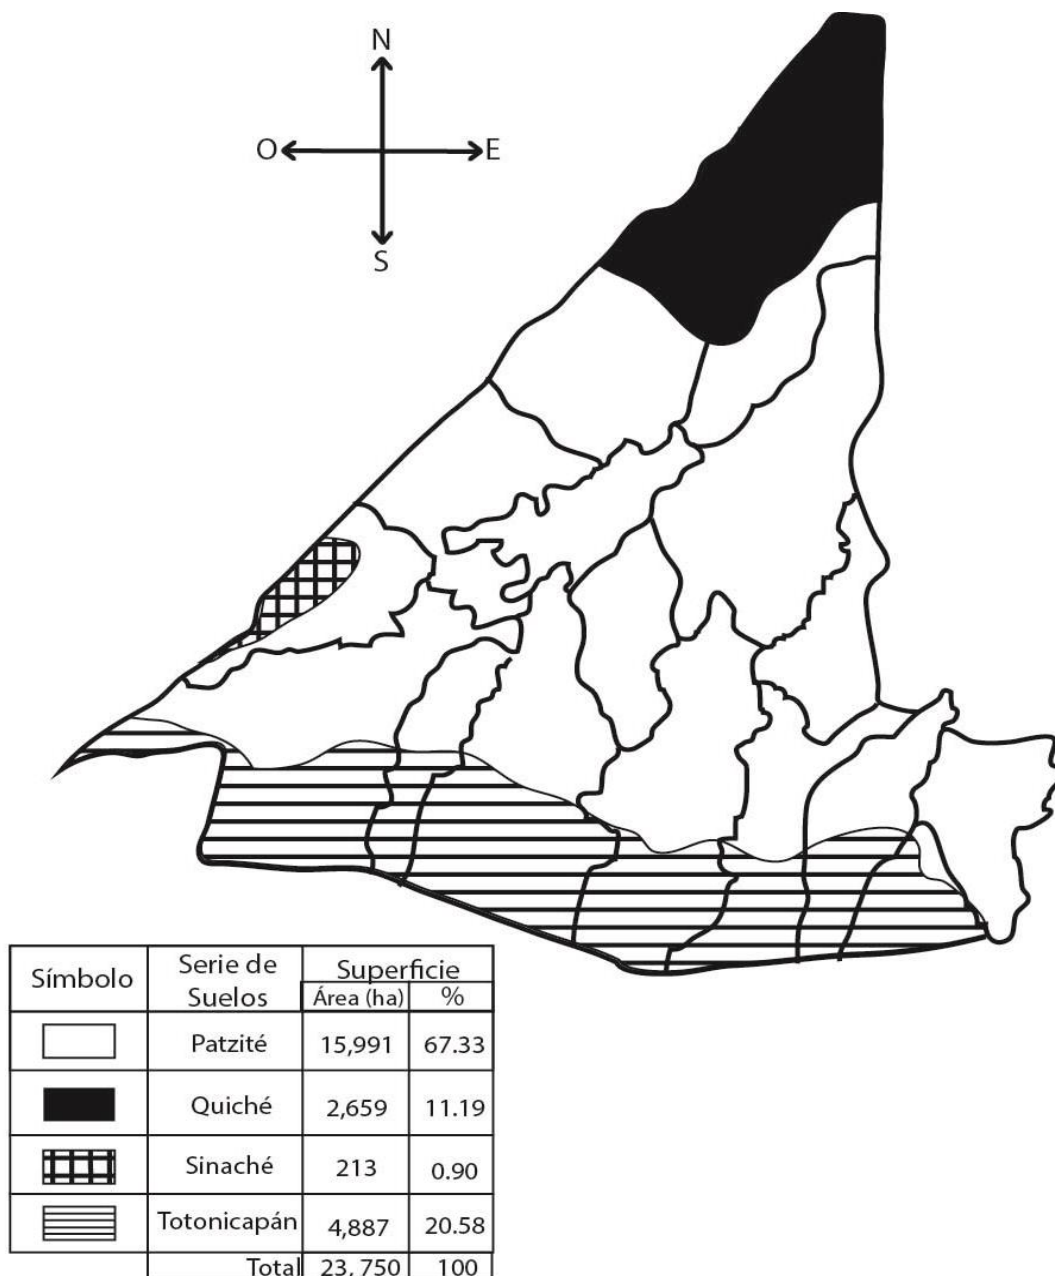 N
O E
S
Símbolo Serie de Suelos Superficie
Área (ha) %
Patzité 15,991 67.33
Quiché 2,659 11.19
Sinaché 213 0.90
Totonicapán 4,887 20.58
Total 23,750 100